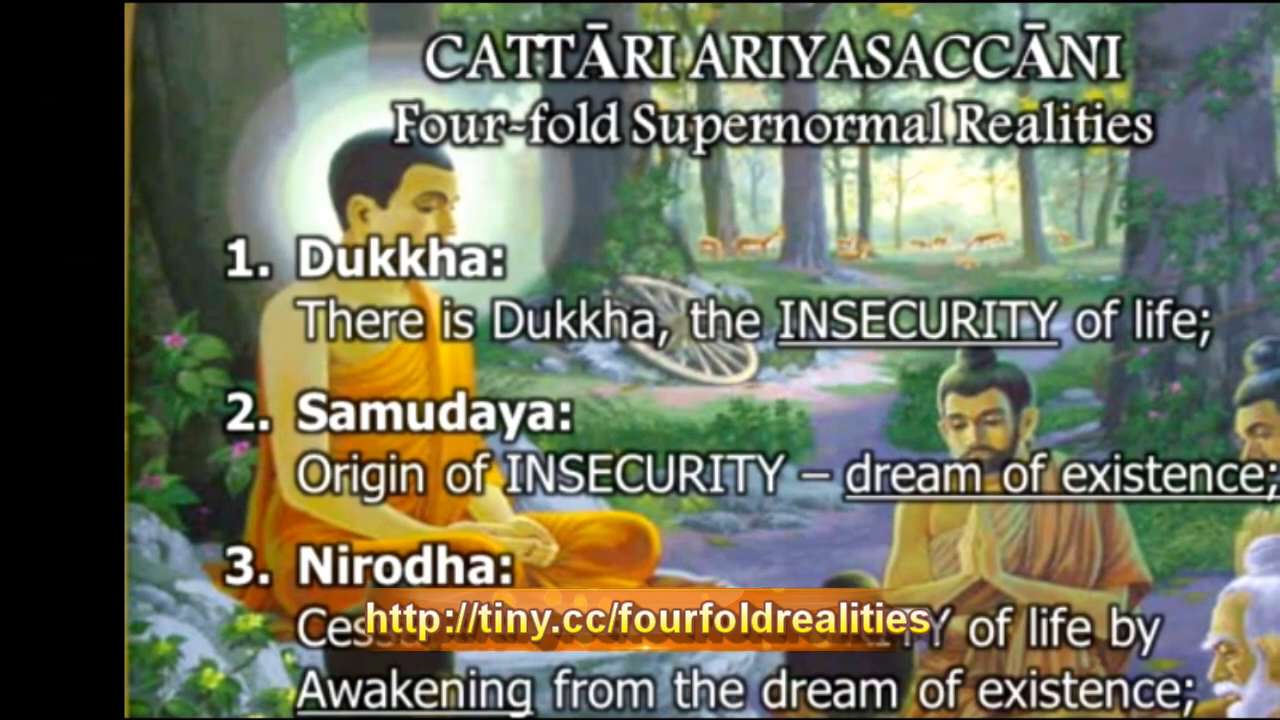 CATTĀRI ARIYASACCĀNI
Four-fold Supernormal Realities
1. Dukkha:
There is Dukkha, the INSECURITY of life;
2. Samudaya:
Origin of INSECURITY – dream of existence;
3. Nirodha:
http://tiny.cc/fourfoldrealities
of life by
Awakening from the dream of existence;